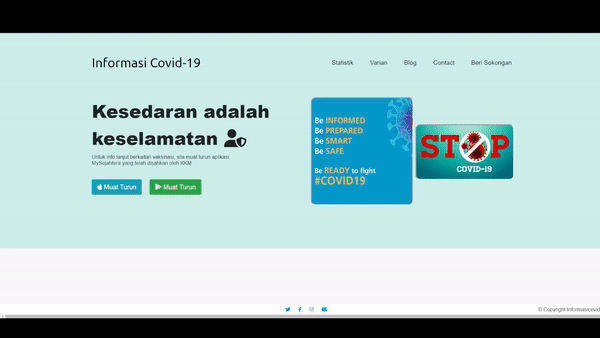 Informasi Covid-19
Statistik Varian Blog Contact Beri Sokongan
Kesedaran adalah
keselamatan
Untuk info lanjut berkaitan vaksinasi, sila muat turun aplikasi
MySejahtera yang telah disahkan oleh KKM
Muat Turun Muat Turun
Be INFORMED
Be PREPARED
Be SMART
Be SAFE
Be READY to fight
#COVID19
STOP
COVID-19
© Copyright Informasicovid